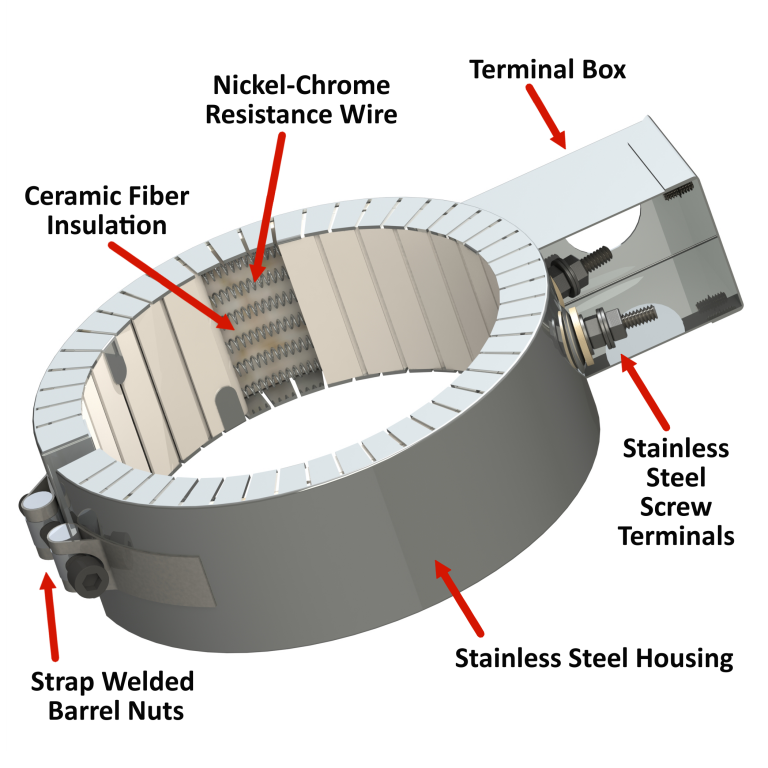 Terminal Box
Nickel-Chrome
Resistance Wire
Ceramic Fiber
Insulation
Stainless
Steel
Screw
Terminals
Stainless Steel Housing
Strap Welded
Barrel Nuts